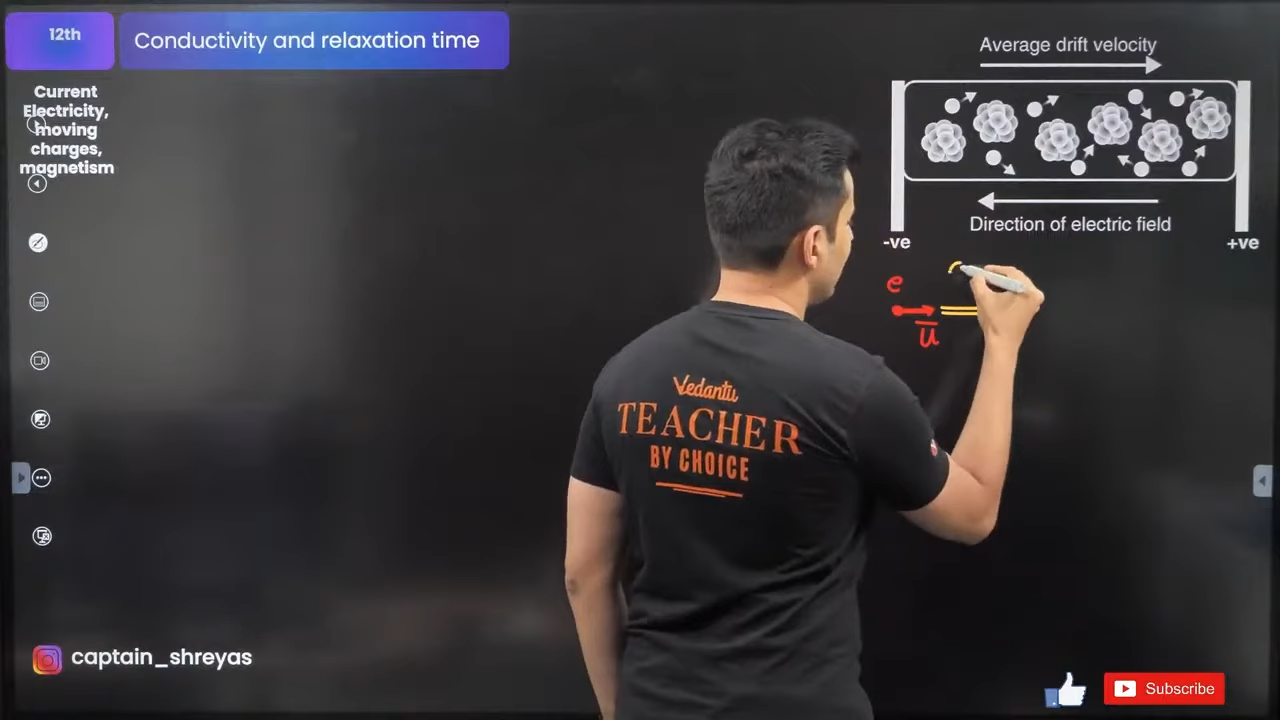 12th
Conductivity and relaxation time
Current
Electricity,
moving
charges,
magnetism
Average drift velocity
Direction of electric field
-ve
+ve
e
u
Vedantu
TEACHER
BY CHOICE
captain_shreyas
Subscribe